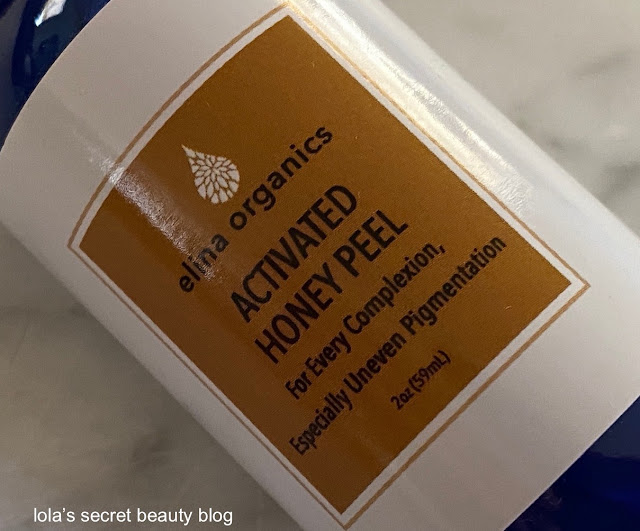 elina organics
ACTIVATED
HONEY PEEL
For Every Complexion,
Especially Uneven Pigmentation
2oz (59mL)
lola's secret beauty blog